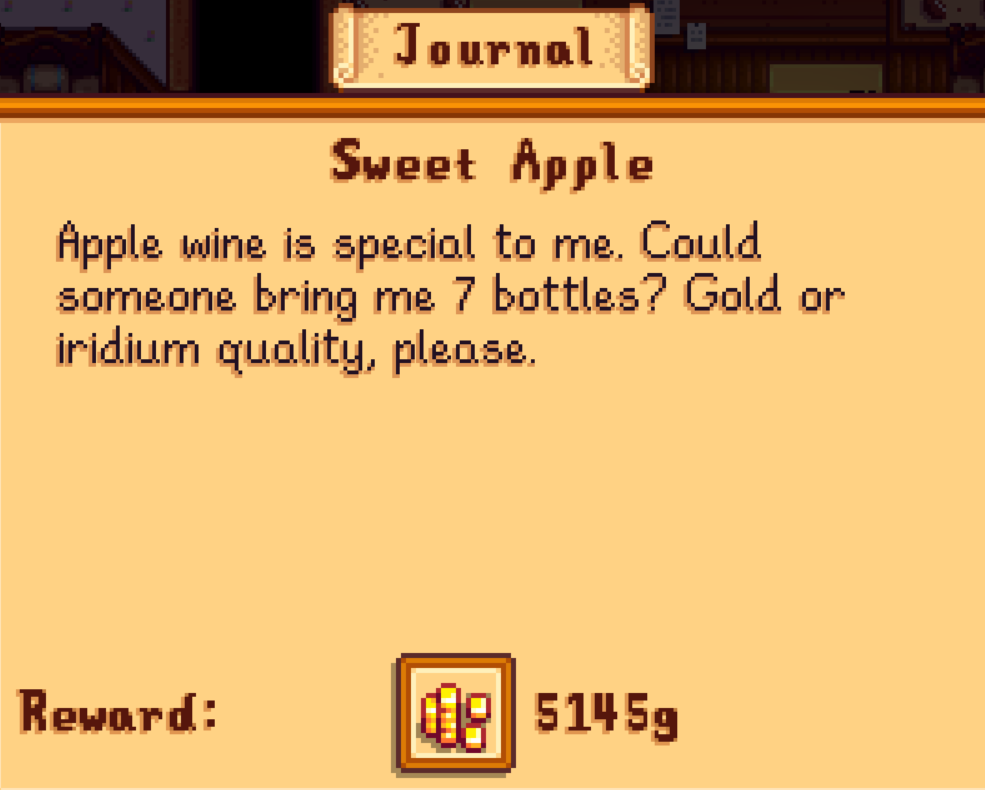 Journal
Sweet Apple
Apple wine is special to me. Could
someone bring me 7 bottles? Gold or
iridium quality, please.
Reward:
5145g